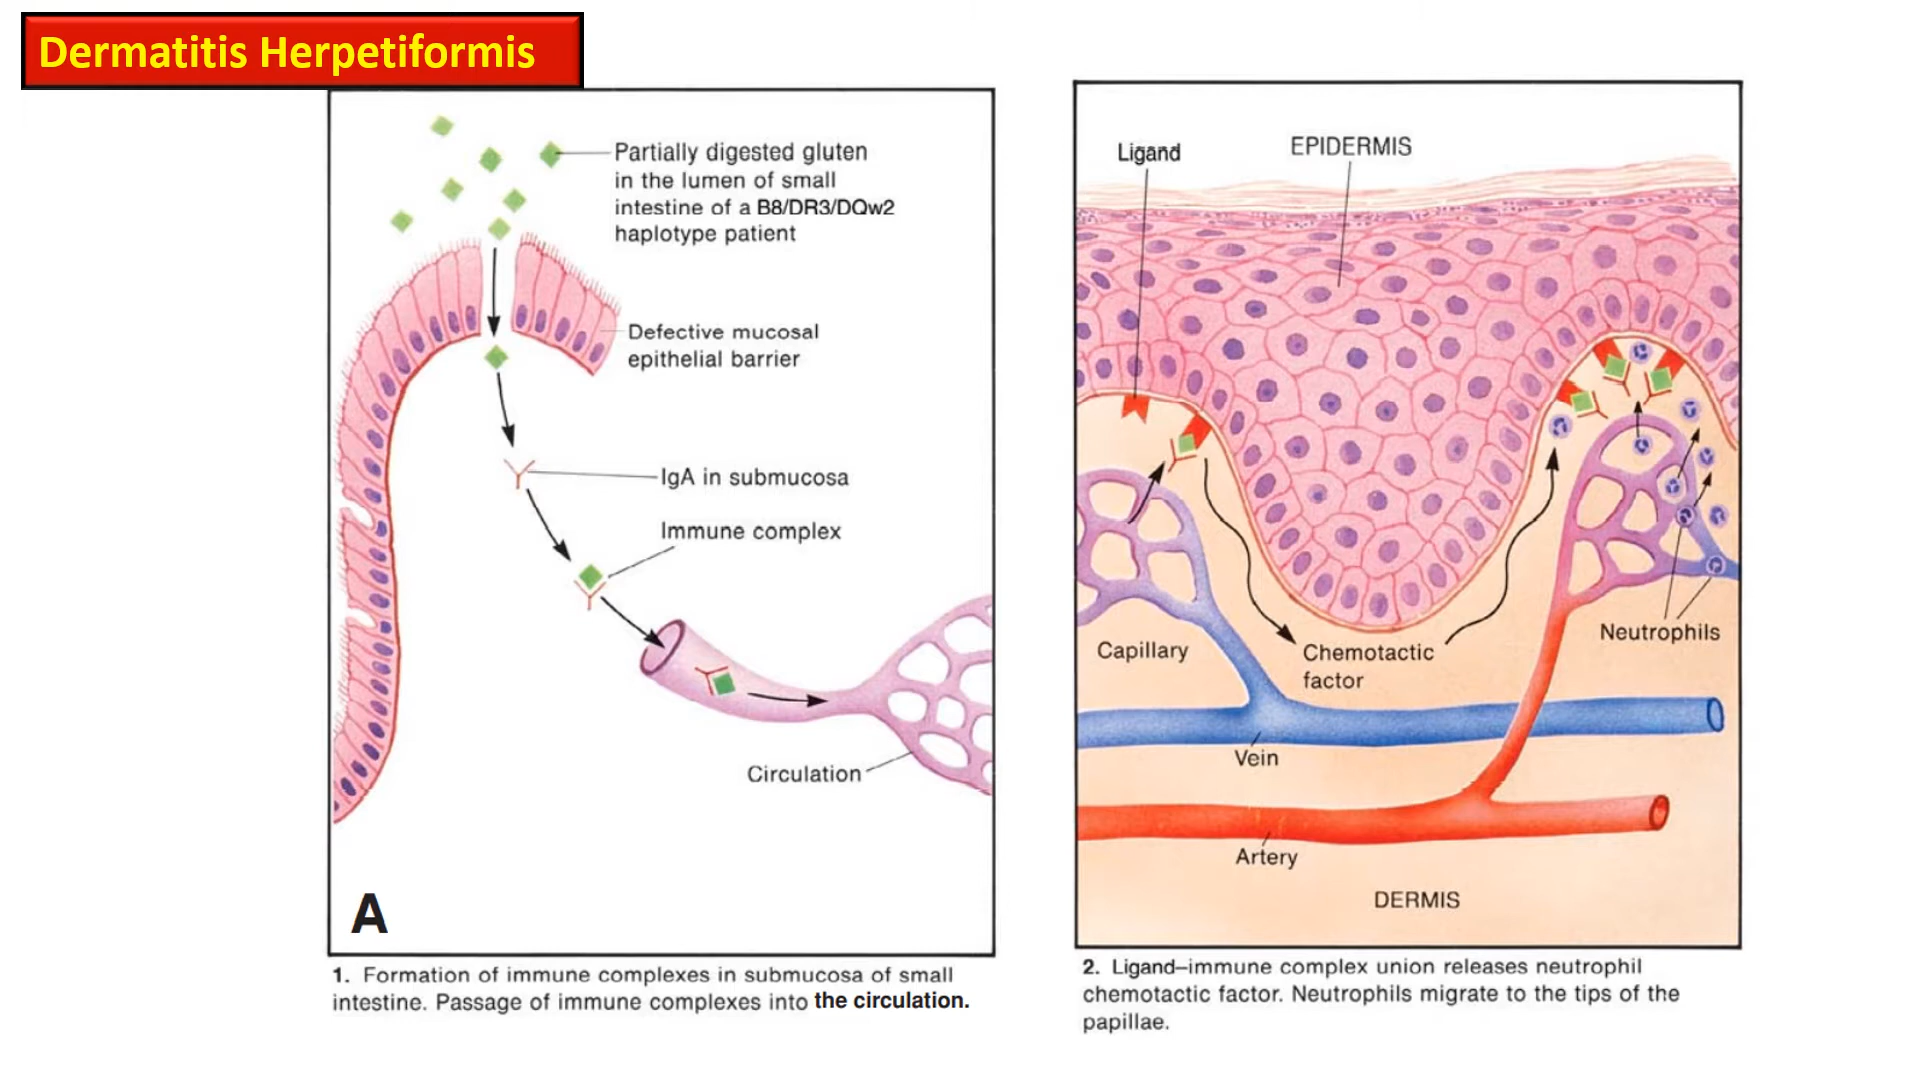 Dermatitis Herpetiformis
Partially digested gluten
in the lumen of small
intestine of a B8/DR3/DQw2
haplotype patient
Defective mucosal
epithelial barrier
IgA in submucosa
Immune complex
Circulation
A
1. Formation of immune complexes in submucosa of small
intestine. Passage of immune complexes into the circulation.
Ligand
EPIDERMIS
Capillary
Chemotactic
factor
Neutrophils
Vein
Artery
DERMIS
2. Ligand–immune complex union releases neutrophil
chemotactic factor. Neutrophils migrate to the tips of the
papillae.